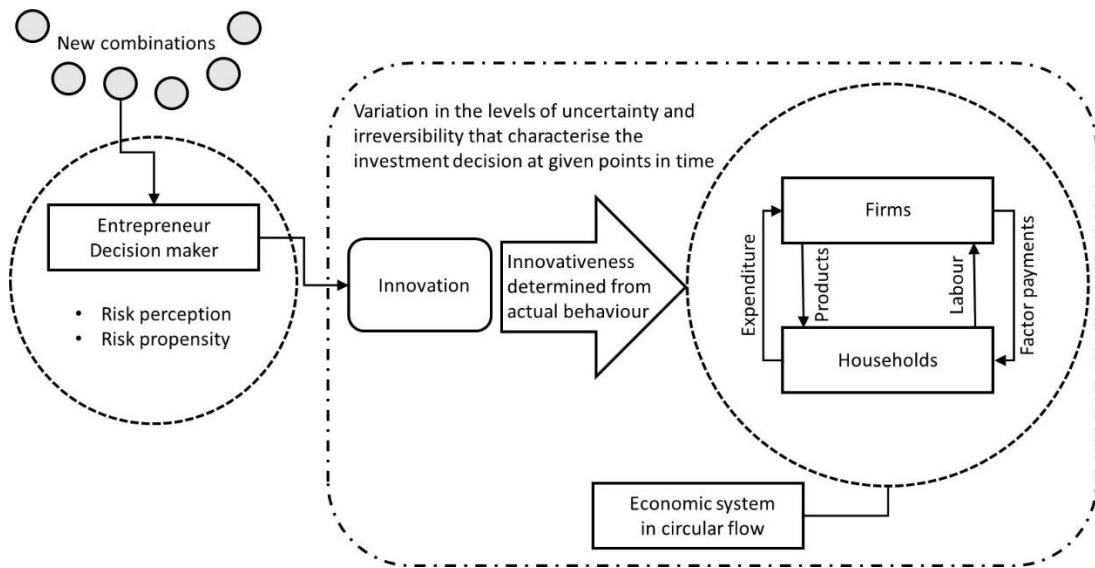 New combinations
Variation in the levels of uncertainty and
irreversibility that characterise the
investment decision at given points in time
Entrepreneur
Decision maker
• Risk perception
• Risk propensity
Innovation
Innovativeness
determined from
actual behaviour
Firms
Expenditure
Products
Labour
Factor payments
Households
Economic system
in circular flow